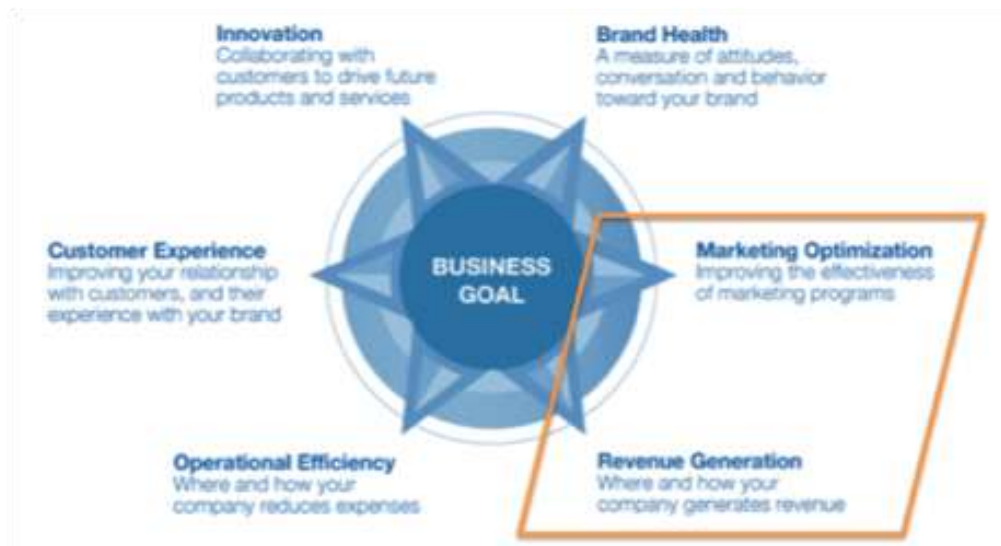 Innovation
Collaborating with
customers to drive future
products and services
Brand Health
A measure of attitudes,
conversation and behavior
toward your brand
Customer Experience
Improving your relationship
with customers, and their
experience with your brand
BUSINESS
GOAL
Marketing Optimization
Improving the effectiveness
of marketing programs
Operational Efficiency
Where and how your
company reduces expenses
Revenue Generation
Where and how your
company generates revenue